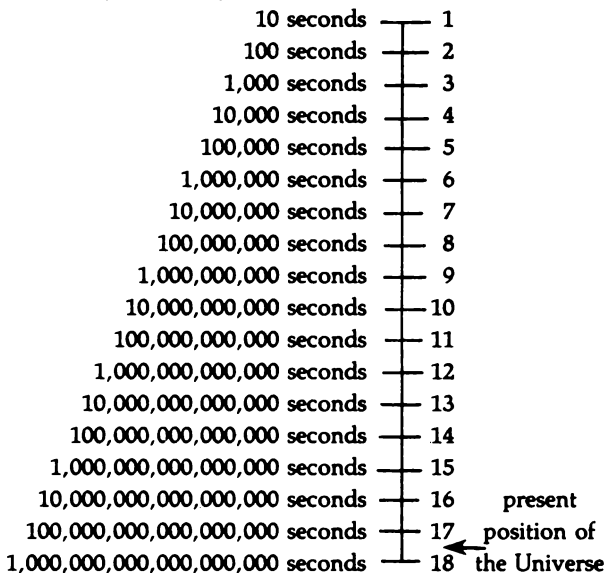 10 seconds 1
100 seconds 2
1,000 seconds 3
10,000 seconds 4
100,000 seconds 5
1,000,000 seconds 6
10,000,000 seconds 7
100,000,000 seconds 8
1,000,000,000 seconds 9
10,000,000,000 seconds 10
100,000,000,000 seconds 11
1,000,000,000,000 seconds 12
10,000,000,000,000 seconds 13
100,000,000,000,000 seconds 14
1,000,000,000,000,000 seconds 15
10,000,000,000,000,000 seconds 16 present
100,000,000,000,000,000 seconds 17 position of
1,000,000,000,000,000,000 seconds 18 the Universe